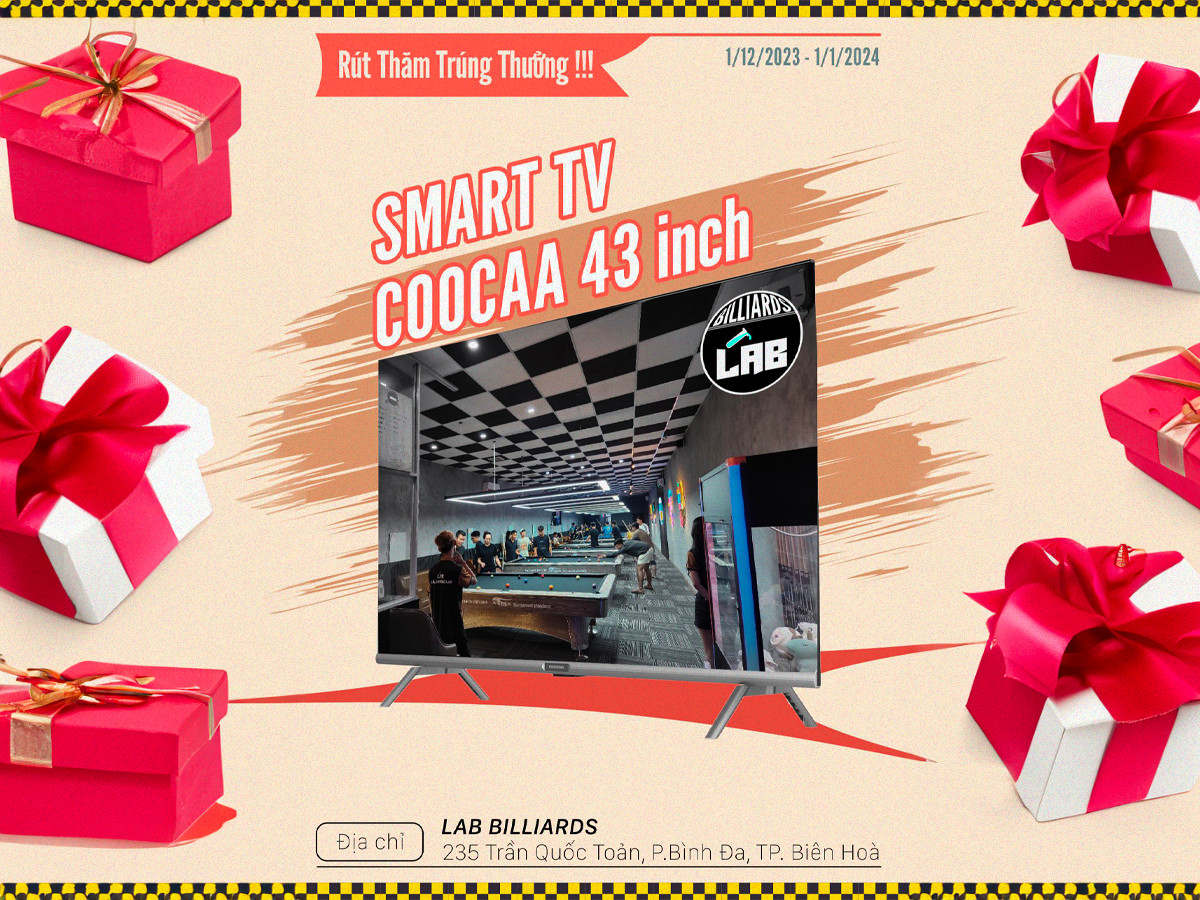 Rút Thăm Trúng Thưởng !!!
1/12/2023 - 1/1/2024
SMART TV
COOCAA 43 inch
BILLIARDS
LAB
Địa chỉ
LAB BILLIARDS
235 Trần Quốc Toản, P.Bình Đa, TP. Biên Hoà